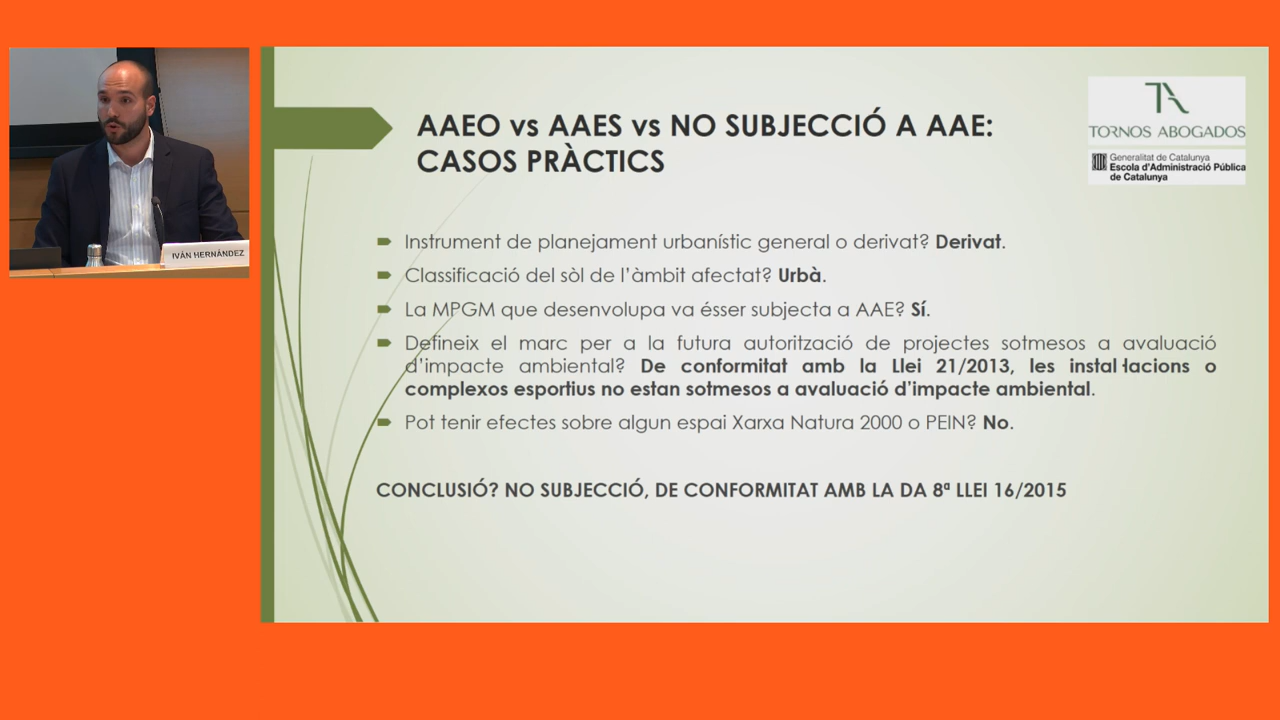 IVÁN HERNÁNDEZ
AAEO vs AAES vs NO SUBJECCIÓ A AAE:
CASOS PRÀCTICS
TORNOS ABOGADOS
Generalitat de Catalunya
Escola d'Administració Pública
de Catalunya
Instrument de planejament urbanístic general o derivat? Derivat.
Classificació del sòl de l'àmbit afectat? Urbà.
La MPGM que desenvolupa va ésser subjecta a AAE? Sí.
Defineix el marc per a la futura autorització de projectes sotmesos a avaluació
d'impacte ambiental? De conformitat amb la Llei 21/2013, les instal·lacions o
complexos esportius no estan sotmesos a avaluació d'impacte ambiental.
Pot tenir efectes sobre algun espai Xarxa Natura 2000 o PEIN? No.
CONCLUSIÓ? NO SUBJECCIÓ, DE CONFORMITAT AMB LA DA 8ª LLEI 16/2015